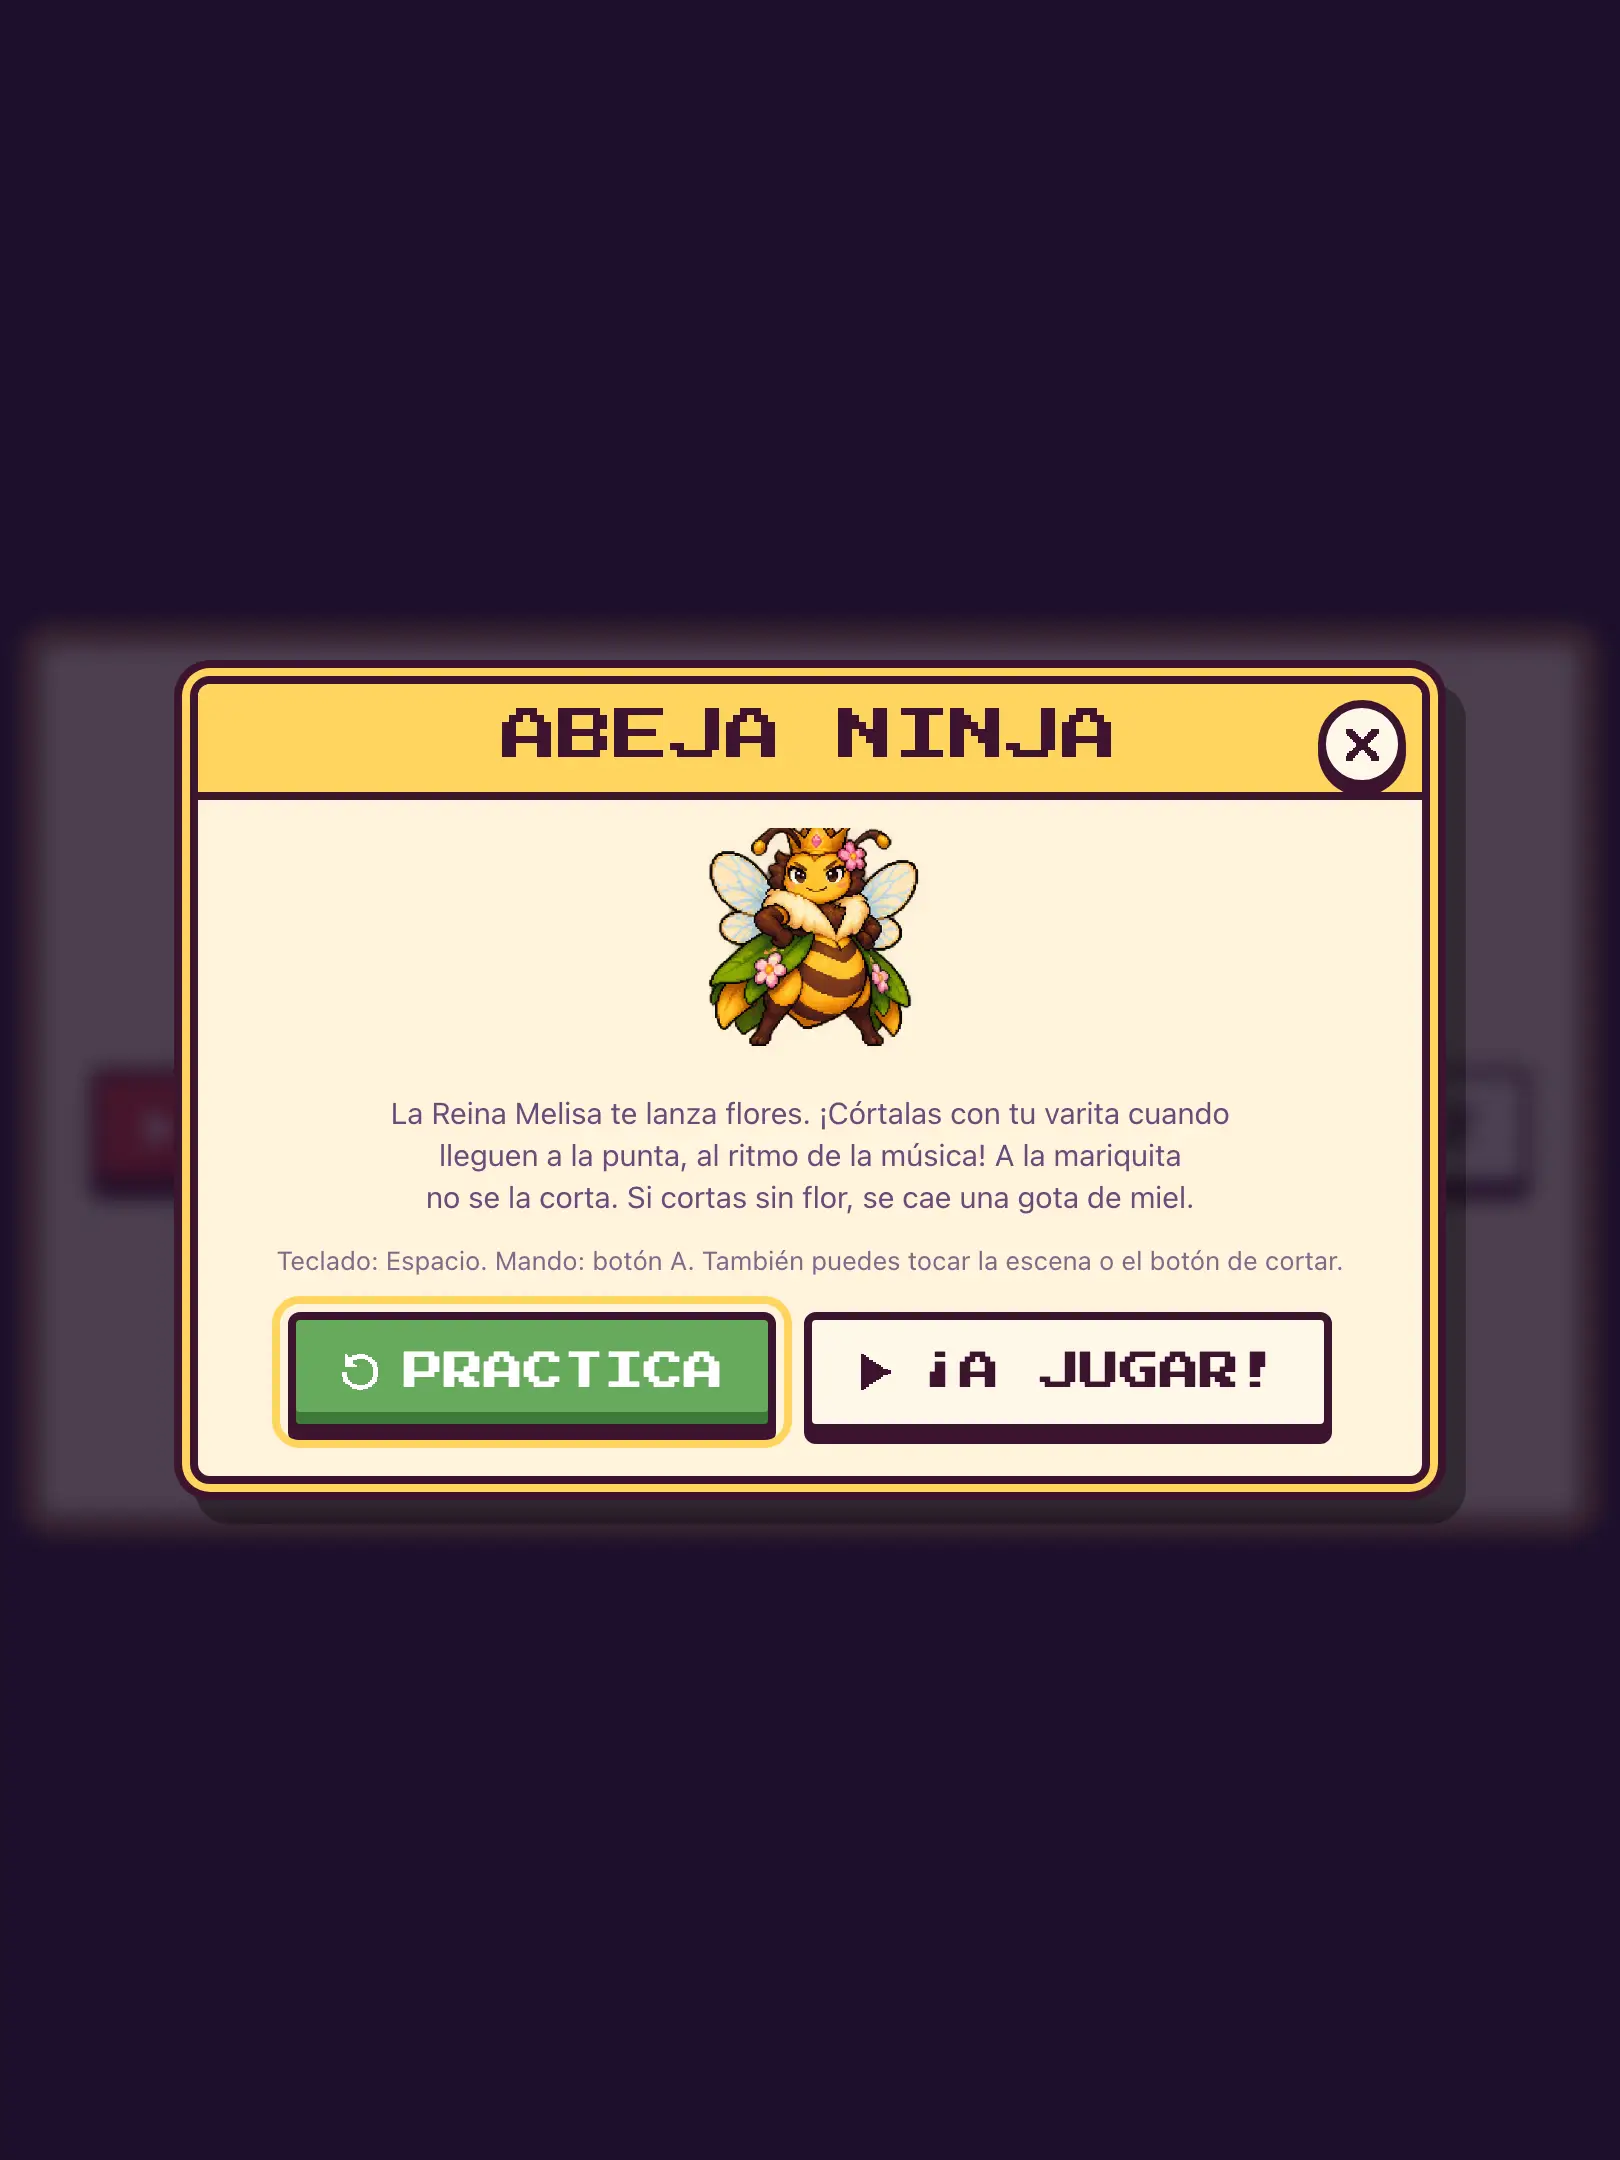 ABEJA NINJA
La Reina Melisa te lanza flores. ¡Córtalas con tu varita cuando
lleguen a la punta, al ritmo de la música! A la mariquita
no se la corta. Si cortas sin flor, se cae una gota de miel.
Teclado: Espacio. Mando: botón A. También puedes tocar la escena o el botón de cortar.
PRACTICA
¡A JUGAR!